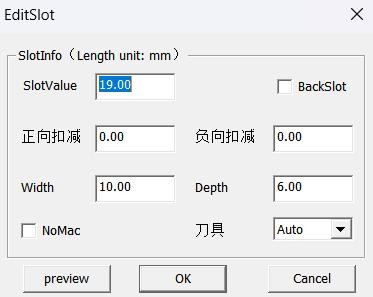 EditSlot
SlotInfo（Length unit: mm）
SlotValue 19.00 BackSlot
正向扣减 0.00 负向扣减 0.00
Width 10.00 Depth 6.00
NoMac 刀具 Auto
preview OK Cancel